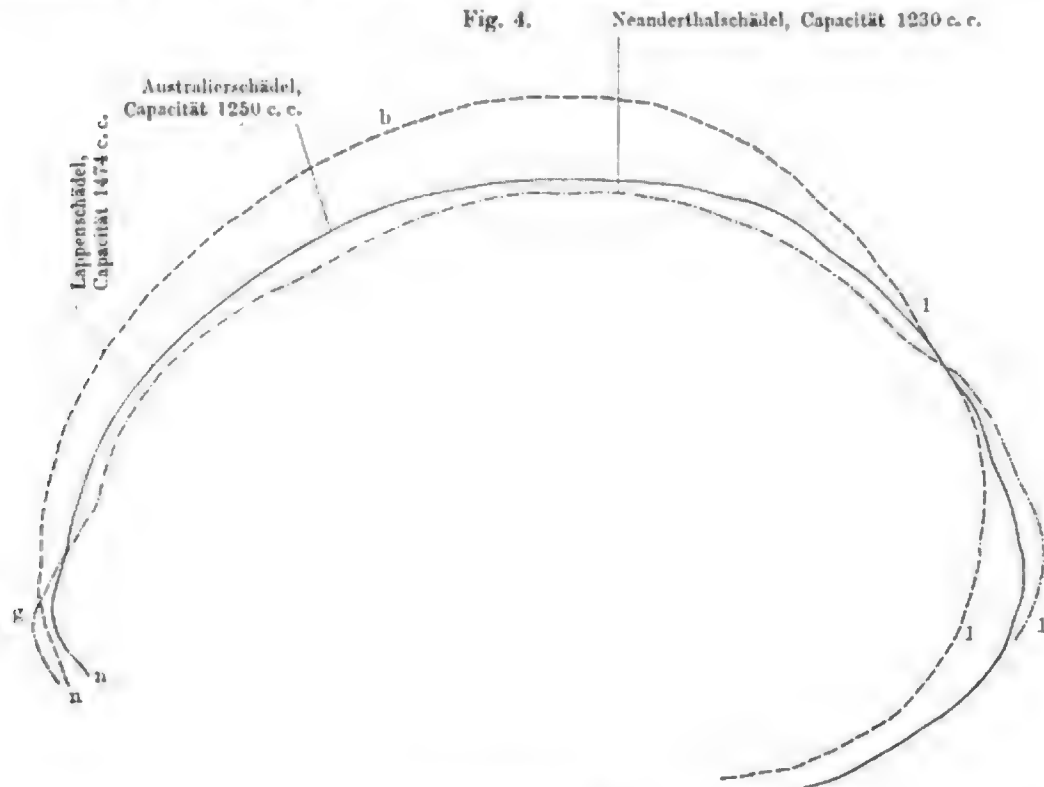 Fig. 4.
Neanderthalschädel, Capacität 1230 c. c.
Australierschädel,
Capacität 1250 c. c.
Lappenschädel,
Capacität 1474 c. c.
b
l
g
n
n
l
l